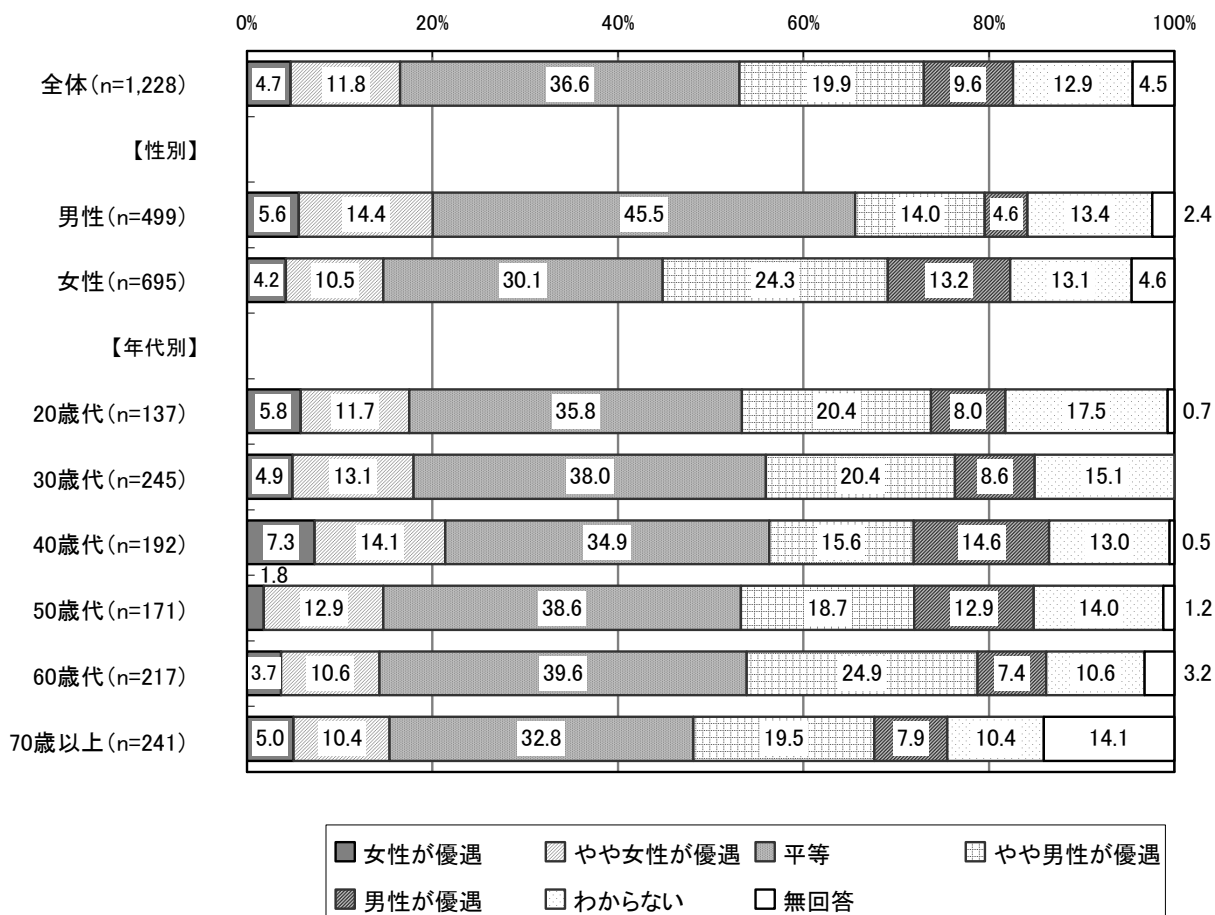 0% 20% 40% 60% 80% 100%
全体(n=1,228) 4.7 11.8 36.6 19.9 9.6 12.9 4.5
【性別】
男性(n=499) 5.6 14.4 45.5 14.0 4.6 13.4 2.4
女性(n=695) 4.2 10.5 30.1 24.3 13.2 13.1 4.6
【年代別】
20歳代(n=137) 5.8 11.7 35.8 20.4 8.0 17.5 0.7
30歳代(n=245) 4.9 13.1 38.0 20.4 8.6 15.1
40歳代(n=192) 7.3 14.1 34.9 15.6 14.6 13.0 0.5
50歳代(n=171) 1.8 12.9 38.6 18.7 12.9 14.0 1.2
60歳代(n=217) 3.7 10.6 39.6 24.9 7.4 10.6 3.2
70歳以上(n=241) 5.0 10.4 32.8 19.5 7.9 10.4 14.1
女性が優遇 やや女性が優遇 平等 やや男性が優遇
男性が優遇 わからない 無回答